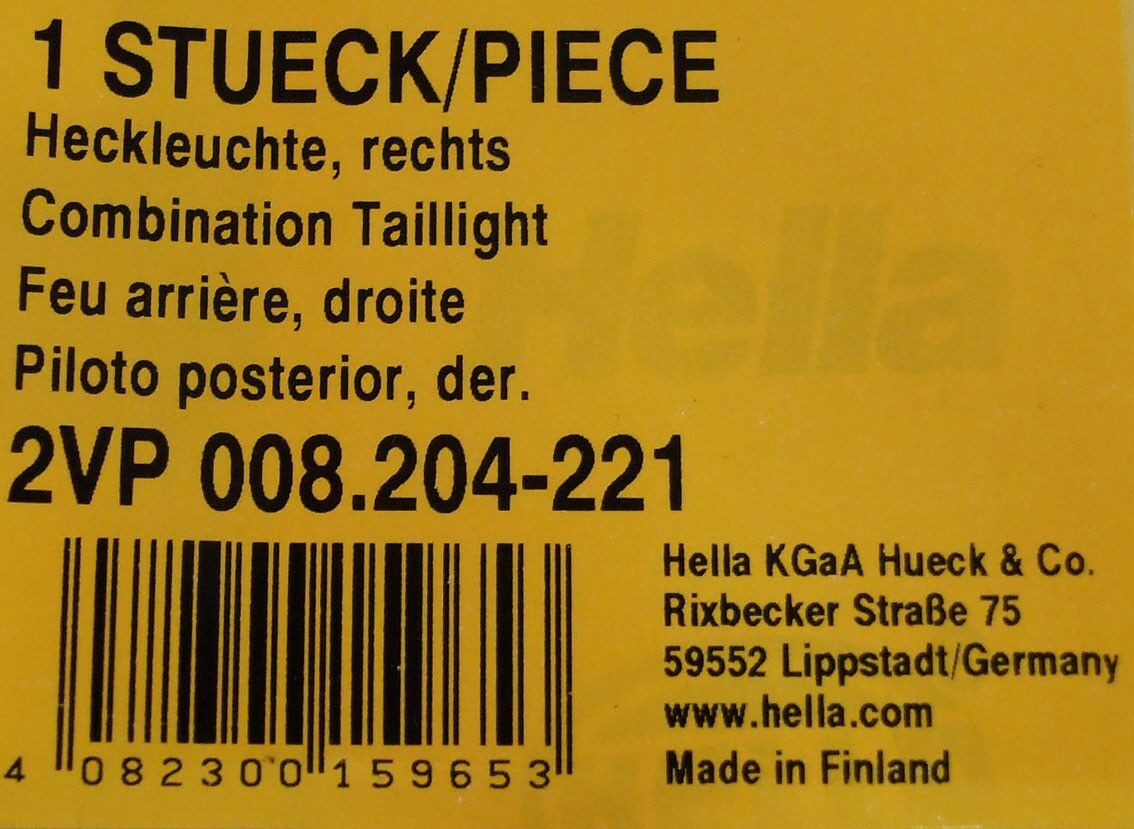 1 STUECK/PIECE
Heckleuchte, rechts
Combination Taillight
Feu arrière, droite
Piloto posterior, der.
2VP 008.204-221
Hella
4 082300 159653
Hella KGaA Hueck & Co.
Rixbecker Straße 75
59552 Lippstadt/Germany
www.hella.com
Made in Finland